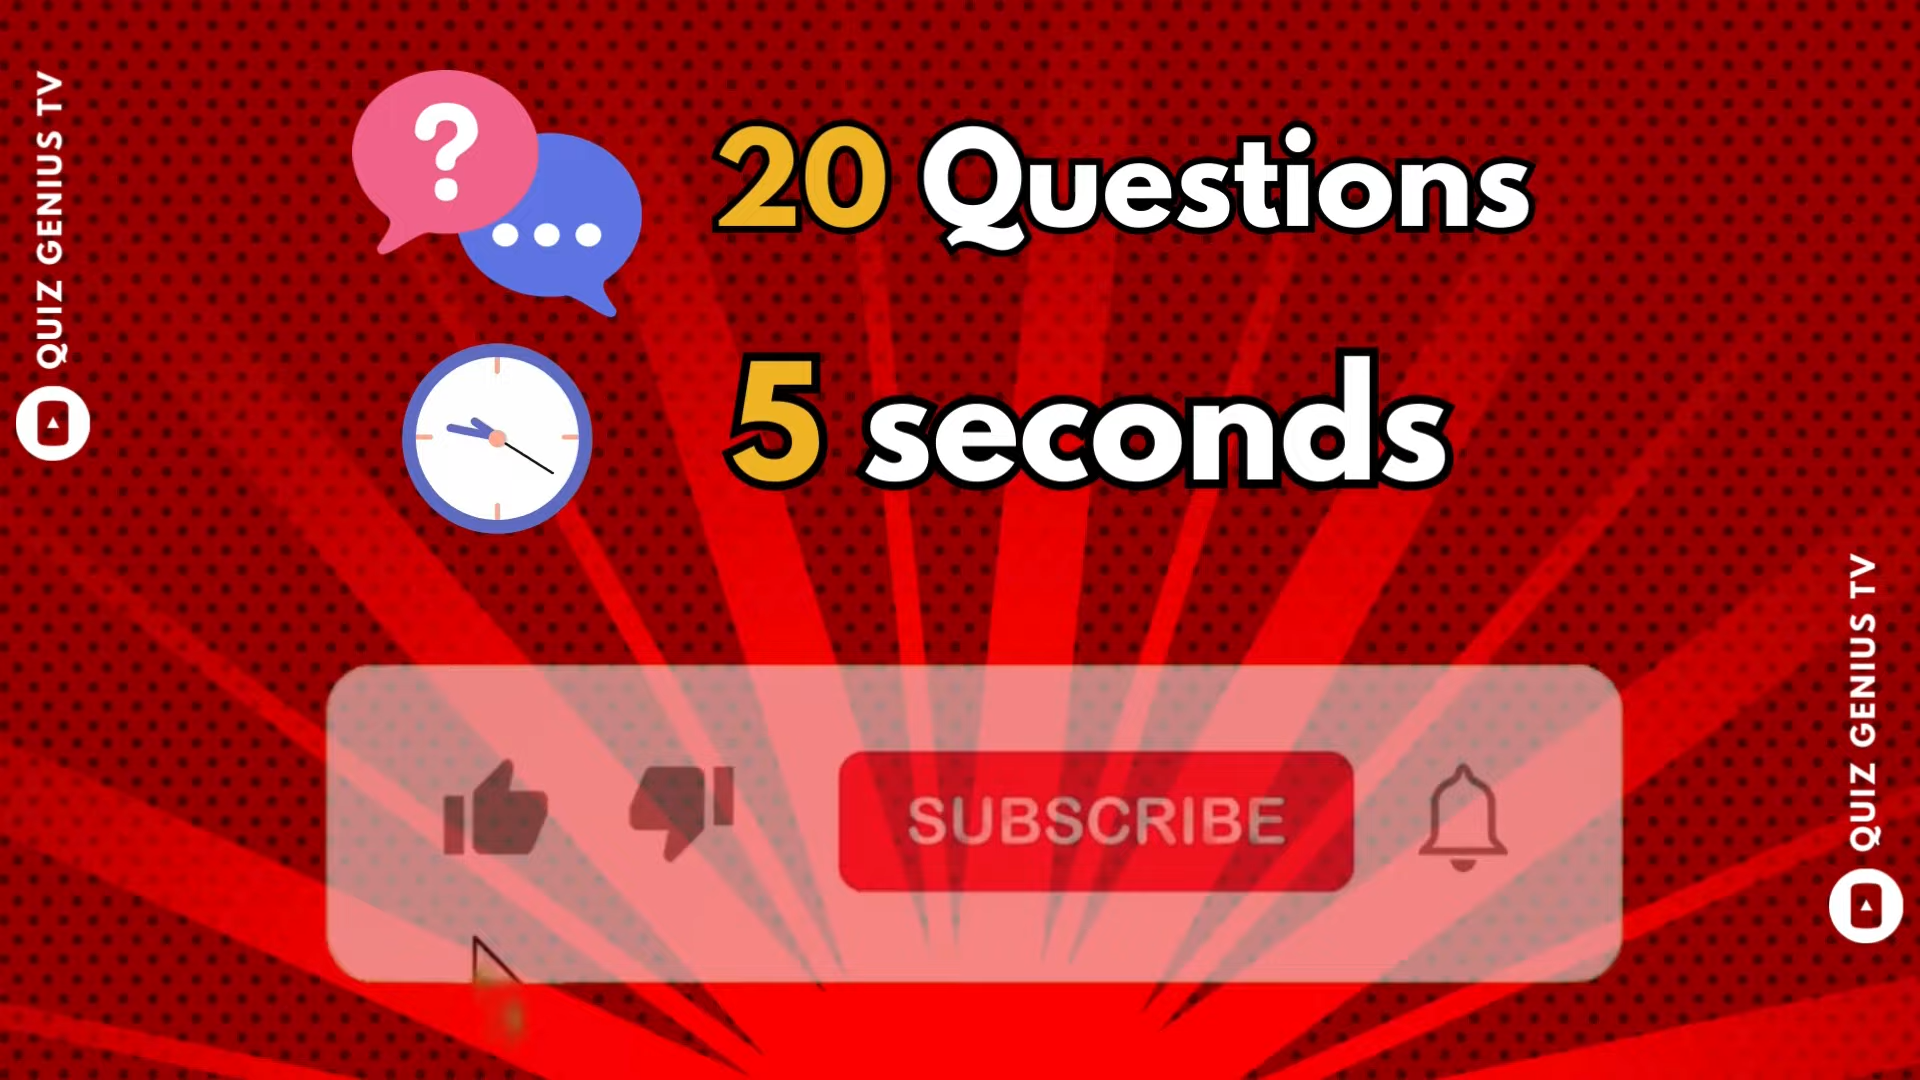 QUIZ GENIUS TV
?
20 Questions
5 seconds
SUBSCRIBE
QUIZ GENIUS TV